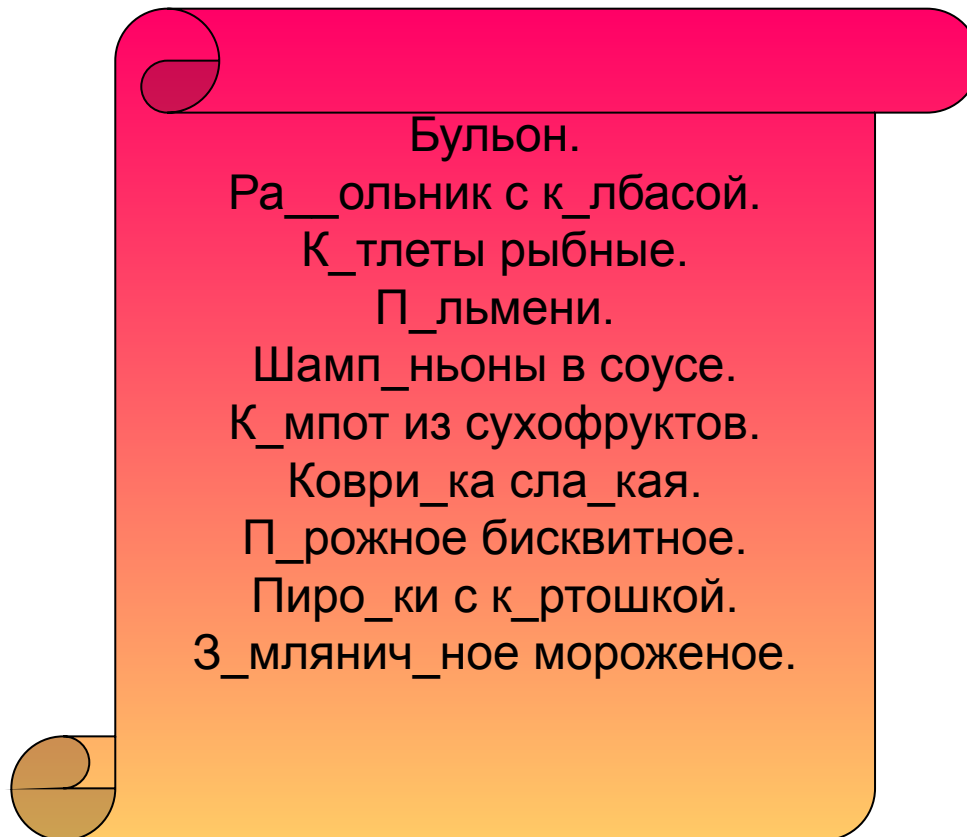 Бульон.
Ра__ольник с к_лбасой.
К_тлеты рыбные.
П_льмени.
Шамп_ньоны в соусе.
К_мпот из сухофруктов.
Коври_ка сла_кая.
П_рожное бисквитное.
Пиро_ки с к_ртошкой.
З_млянич_ное мороженое.